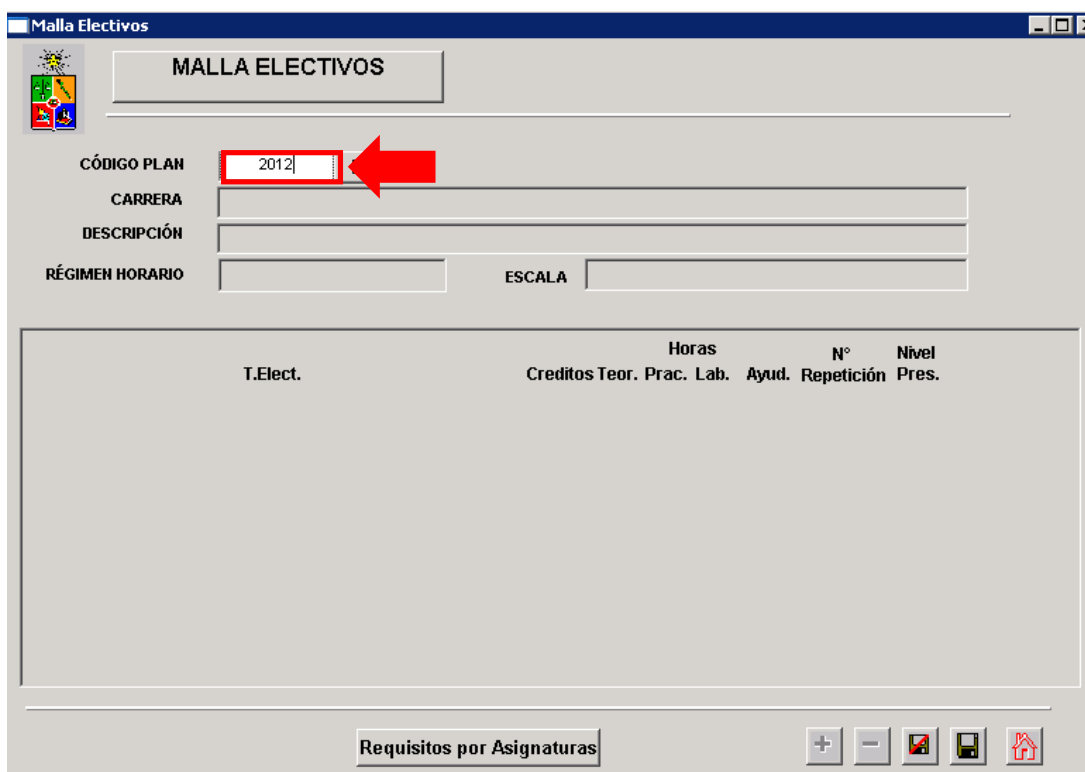 Malla Electivos
MALLA ELECTIVOS
CÓDIGO PLAN 2012
CARRERA
DESCRIPCIÓN
RÉGIMEN HORARIO ESCALA
Horas N° Nivel
T.Elect. Creditos Teor. Prac. Lab. Ayud. Repetición Pres.
Requisitos por Asignaturas